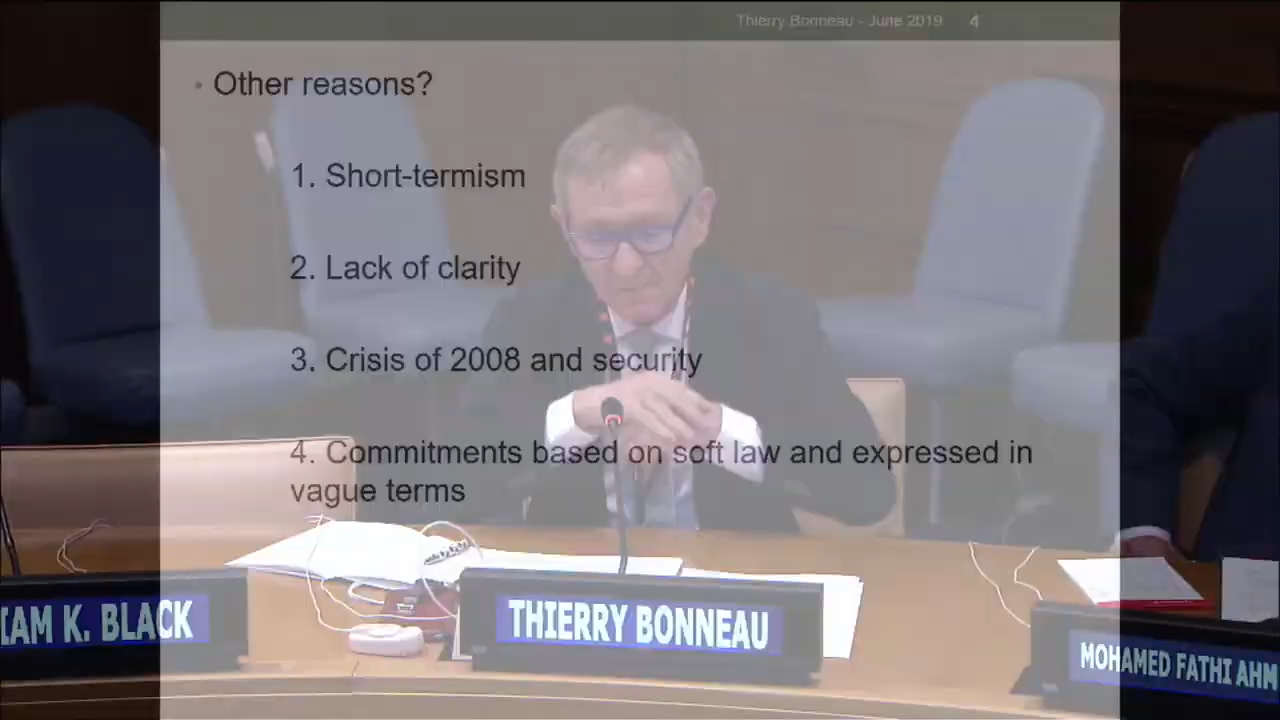 Thierry Bonneau - June 2019 4
• Other reasons?
1. Short-termism
2. Lack of clarity
3. Crisis of 2008 and security
4. Commitments based on soft law and expressed in
vague terms
IAM K. BLACK
THIERRY BONNEAU
MOHAMED FATHI AHM